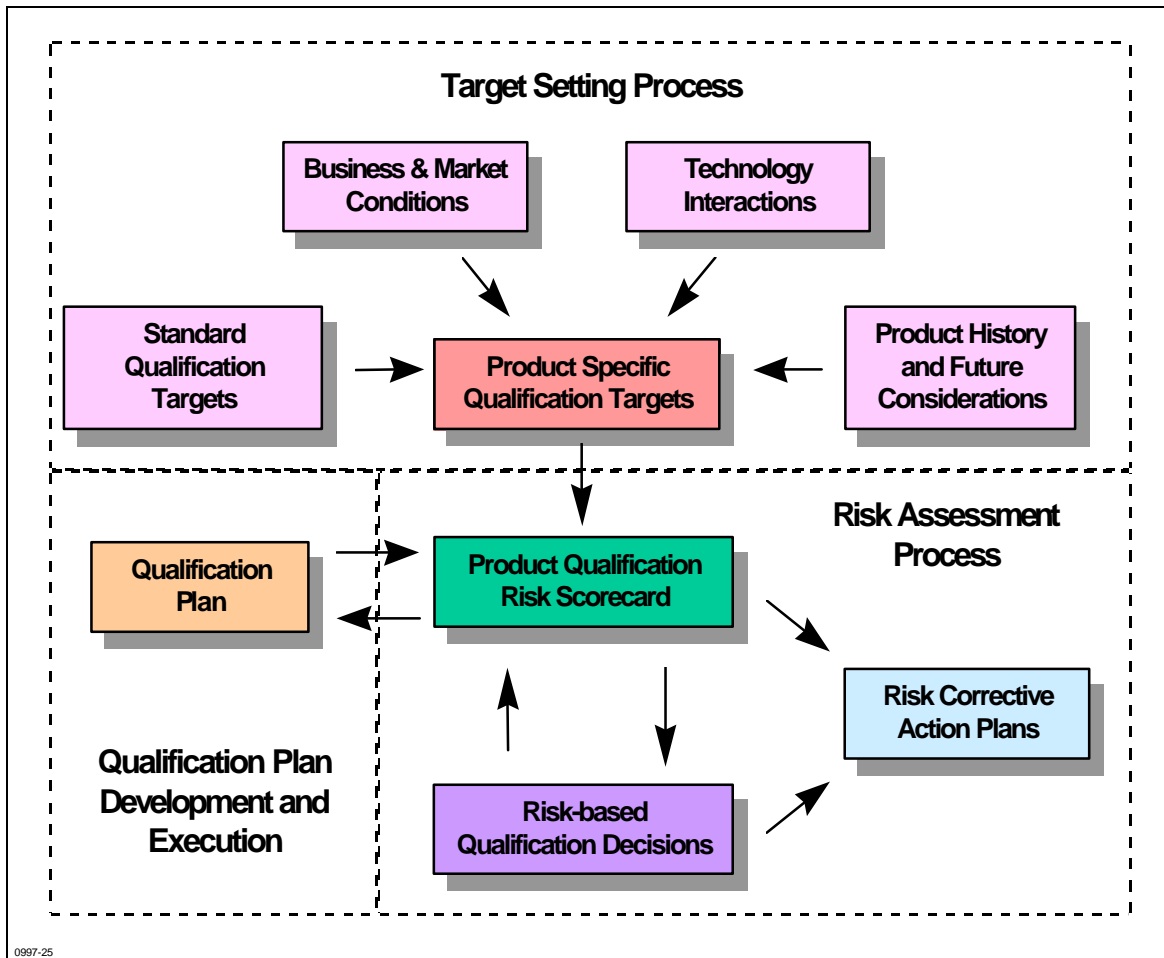 Target Setting Process
Business & Market
Conditions
Technology
Interactions
Standard
Qualification
Targets
Product Specific
Qualification Targets
Product History
and Future
Considerations
Risk Assessment
Process
Qualification
Plan
Product Qualification
Risk Scorecard
Risk Corrective
Action Plans
Qualification Plan
Development and
Execution
Risk-based
Qualification Decisions
0997-25